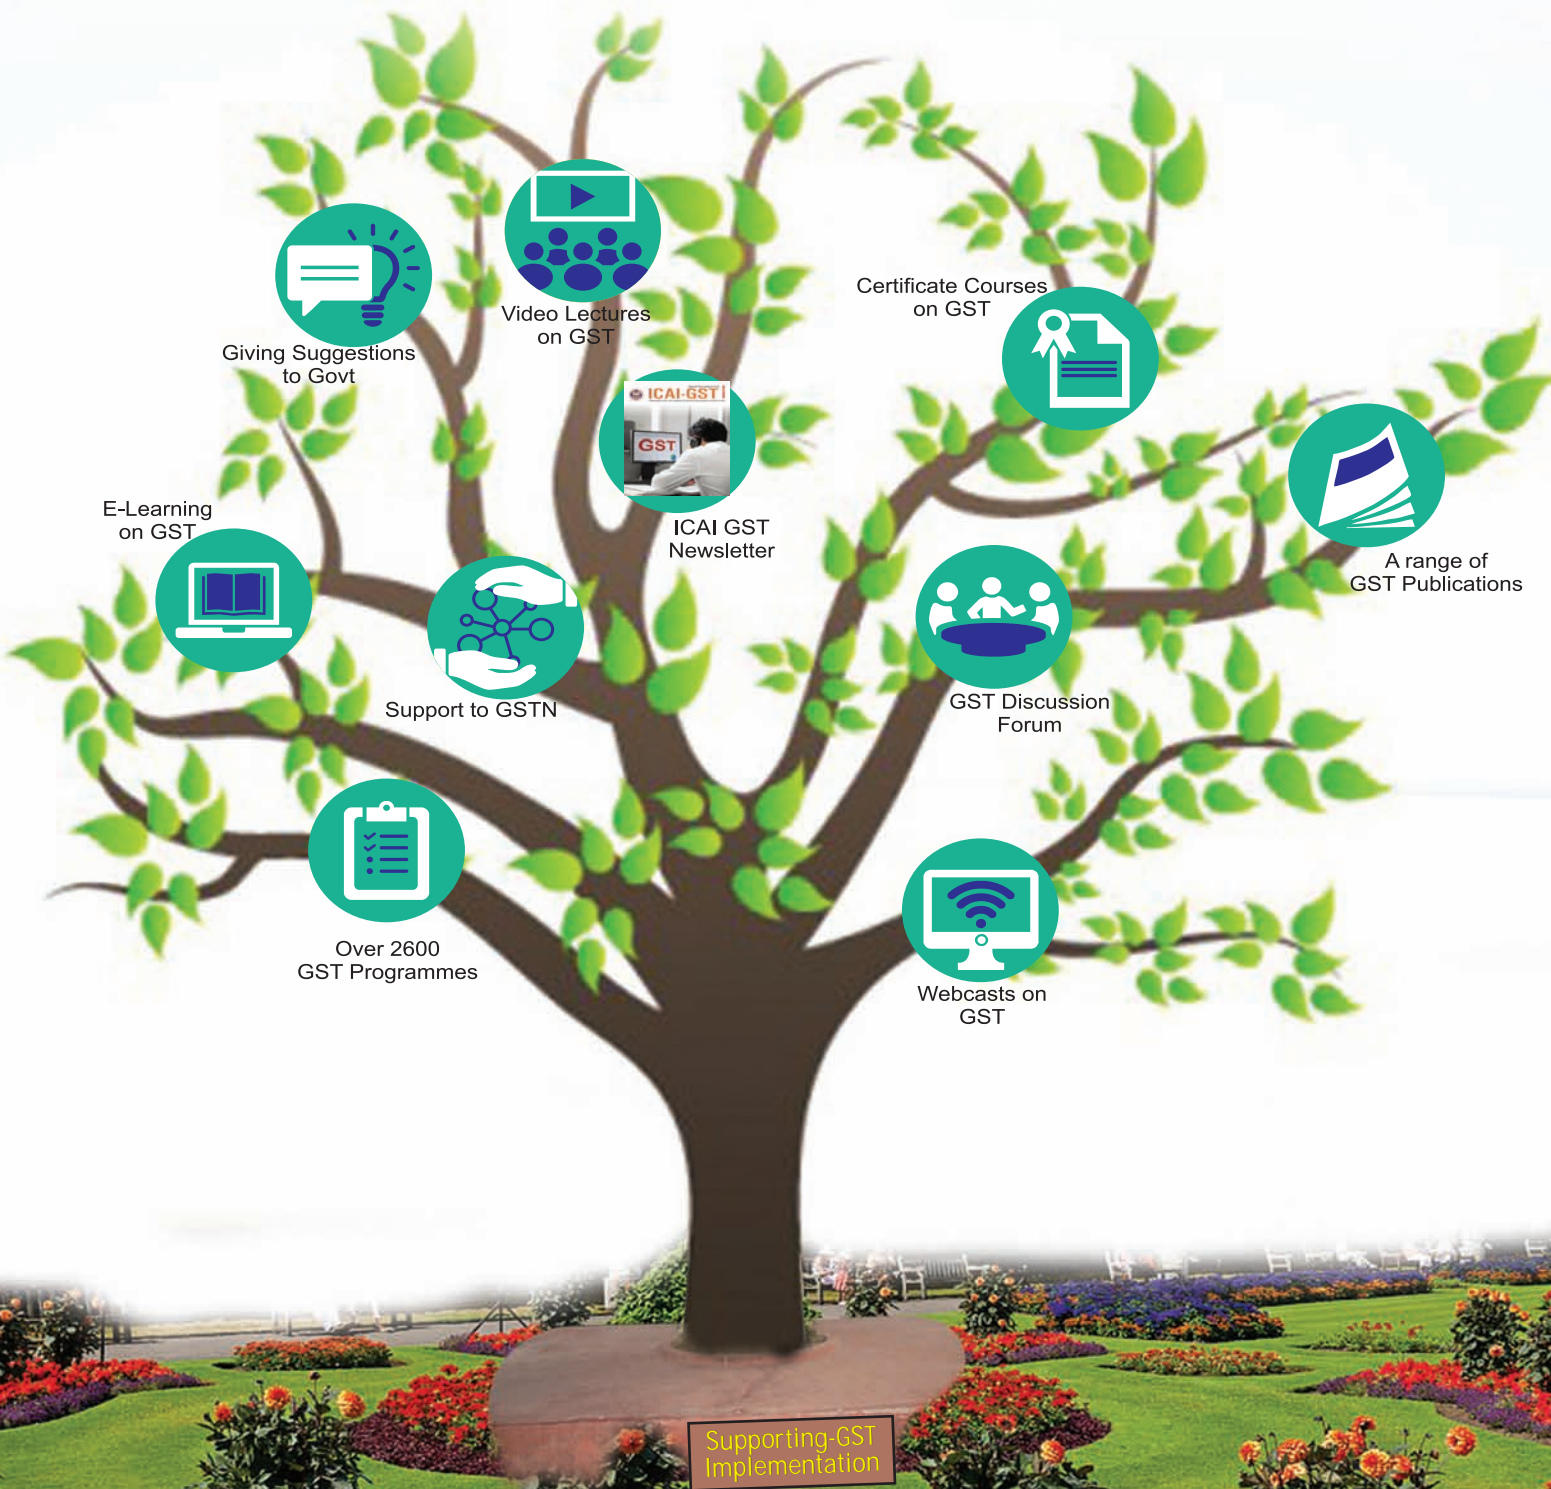 Video Lectures
on GST
Giving Suggestions
to Govt
Certificate Courses
on GST
ICAI-GST
GST
ICAI GST
Newsletter
E-Learning
on GST
A range of
GST Publications
Support to GSTN
GST Discussion
Forum
Over 2600
GST Programmes
Webcasts on
GST
Supporting-GST
Implementation